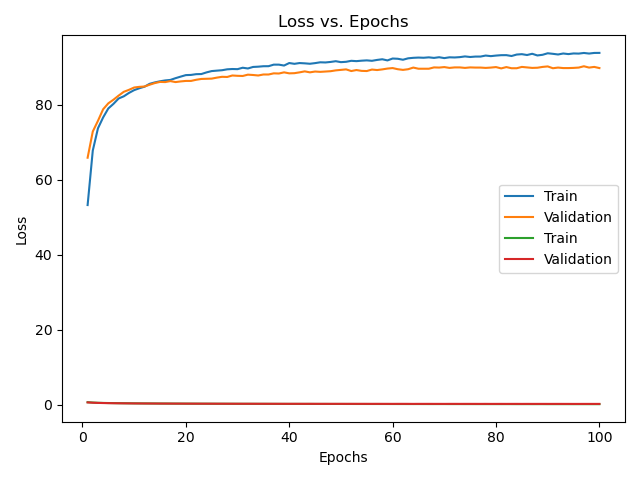 Loss vs. Epochs
Loss
80
60
40
20
0
0 20 40 60 80 100
Epochs
Train
Validation
Train
Validation